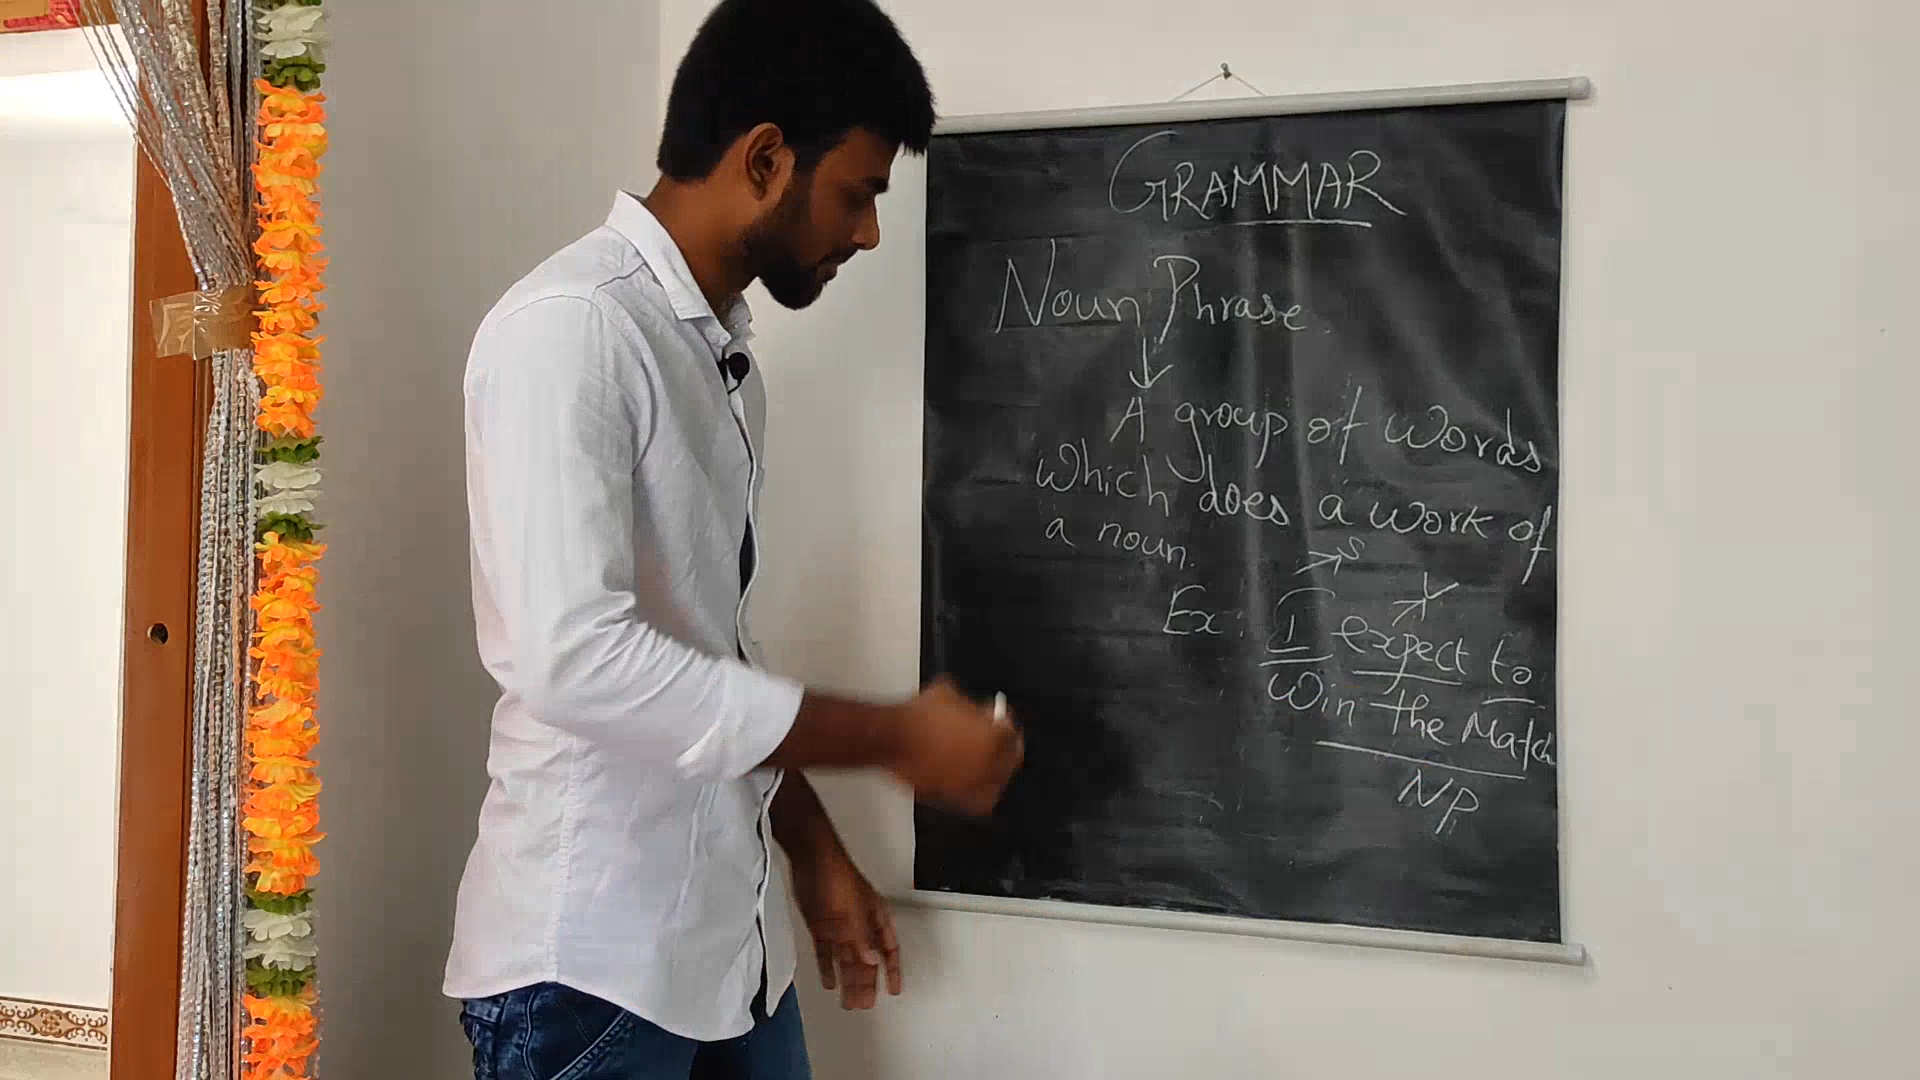 GRAMMAR
Noun Phrase
A group of words
which does a work of
a noun.
S
V
Ex: I expect to
Win the Match
NP